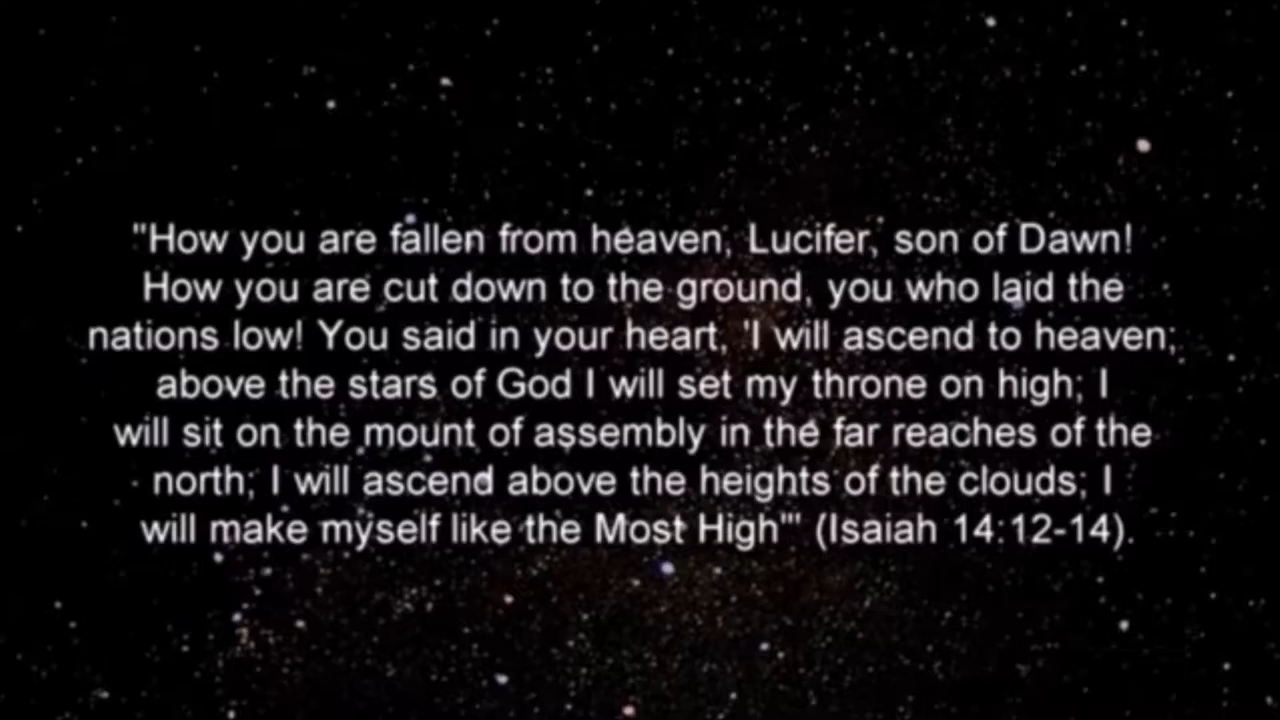 "How you are fallen from heaven, Lucifer, son of Dawn!
How you are cut down to the ground, you who laid the
nations low! You said in your heart, 'I will ascend to heaven;
above the stars of God I will set my throne on high; I
will sit on the mount of assembly in the far reaches of the
north; I will ascend above the heights of the clouds; I
will make myself like the Most High'" (Isaiah 14:12-14).